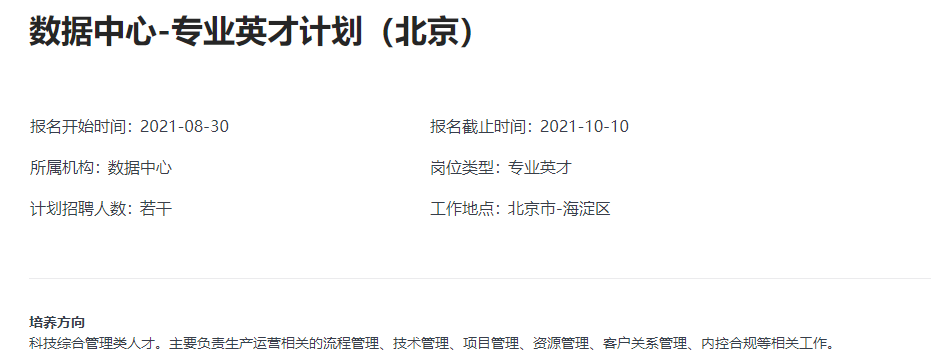 数据中心-专业英才计划（北京）
报名开始时间：2021-08-30
报名截止时间：2021-10-10
所属机构：数据中心
岗位类型：专业英才
计划招聘人数：若干
工作地点：北京市-海淀区
培养方向
科技综合管理类人才。主要负责生产运营相关的流程管理、技术管理、项目管理、资源管理、客户关系管理、内控合规等相关工作。